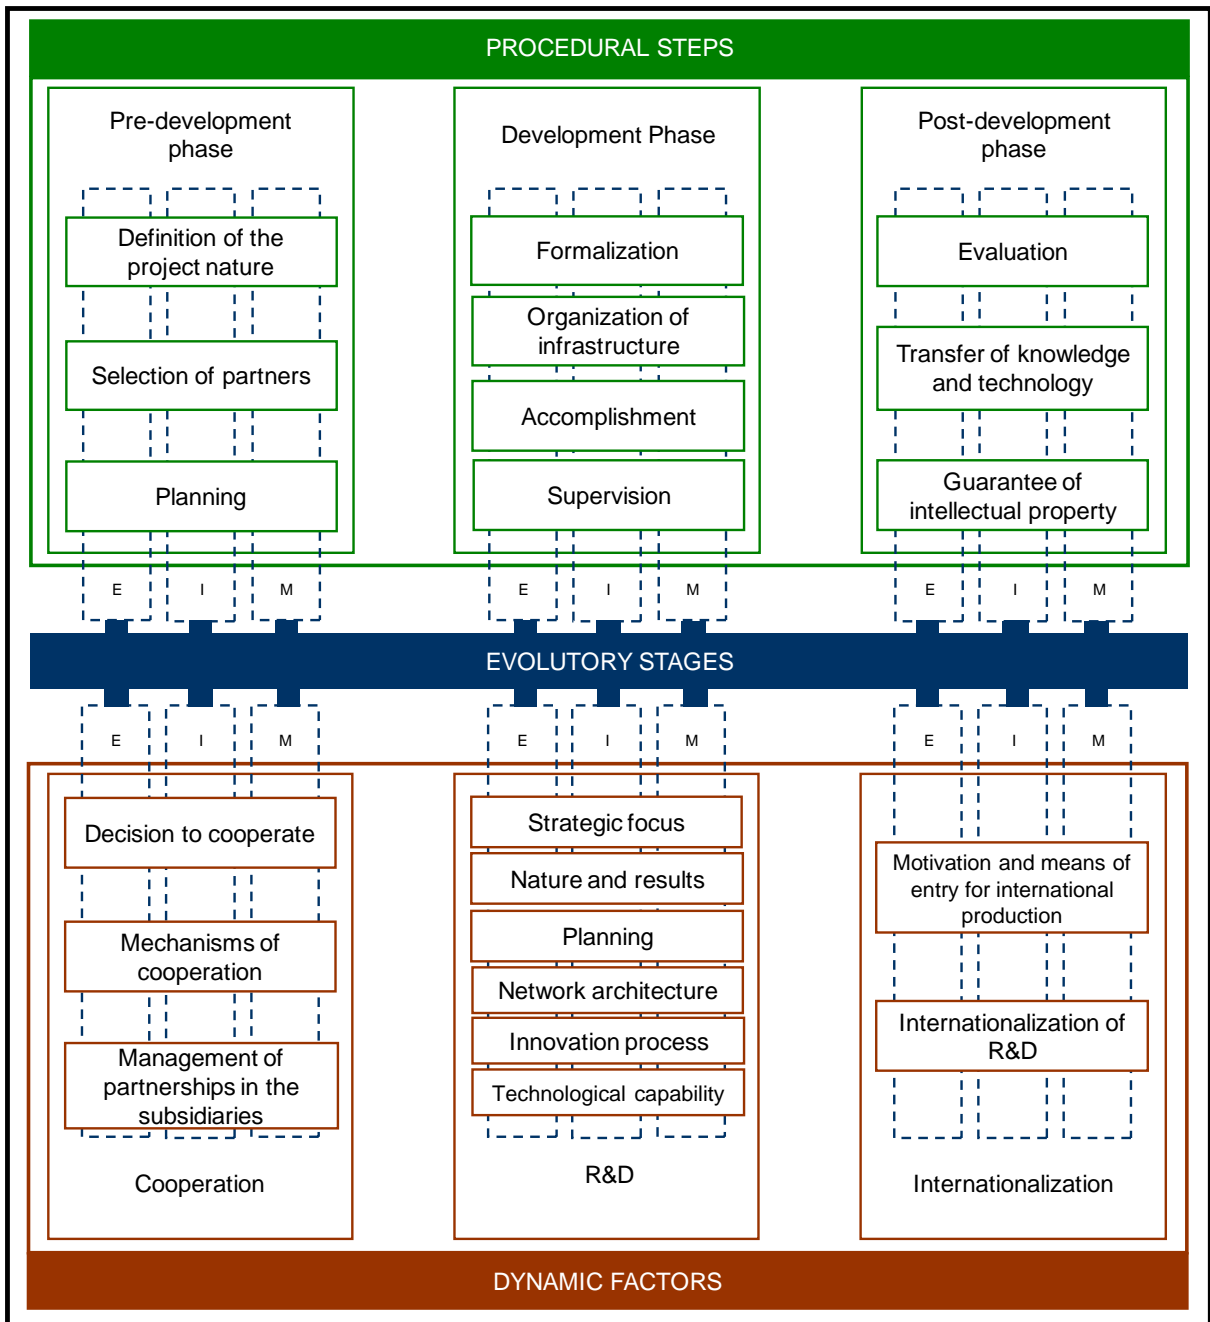 PROCEDURAL STEPS
Pre-development
phase
Definition of the
project nature
Selection of partners
Planning
Development Phase
Formalization
Organization of
infrastructure
Accomplishment
Supervision
Post-development
phase
Evaluation
Transfer of knowledge
and technology
Guarantee of
intellectual property
E I M
E I M
E I M
EVOLUTORY STAGES
E I M
E I M
E I M
Decision to cooperate
Mechanisms of
cooperation
Management of
partnerships in the
subsidiaries
Cooperation
Strategic focus
Nature and results
Planning
Network architecture
Innovation process
Technological capability
R&D
Motivation and means of
entry for international
production
Internationalization of
R&D
Internationalization
DYNAMIC FACTORS